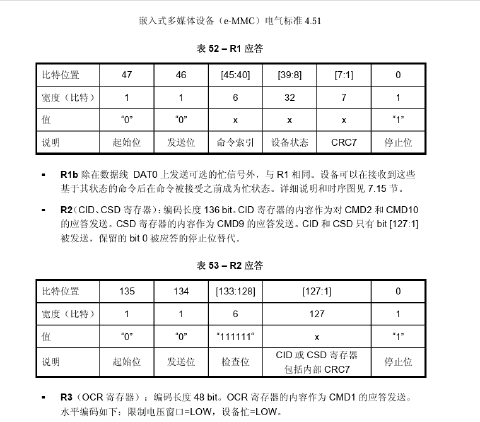 嵌入式多媒体设备（e-MMC）电气标准 4.51
表 52 – R1 应答
比特位置 47 46 [45:40] [39:8] [7:1] 0
宽度（比特） 1 1 6 32 7 1
值 “0” “0” x x x “1”
说明 起始位 发送位 命令索引 设备状态 CRC7 停止位
▪ R1b 除在数据线 DAT0 上发送可选的忙信号外，与 R1 相同。设备可以在接收到这些
基于其状态的命令后在命令被接受之前成为忙状态。详细说明和时序图见 7.15 节。
▪ R2（CID、CSD 寄存器）：编码长度 136 bit。CID 寄存器的内容作为对 CMD2 和 CMD10
的应答发送。CSD 寄存器的内容作为 CMD9 的应答发送。CID 和 CSD 只有 bit [127:1]
被发送。保留的 bit 0 被应答的停止位替代。
表 53 – R2 应答
比特位置 135 134 [133:128] [127:1] 0
宽度（比特） 1 1 6 127 1
值 “0” “0” “111111“ x “1”
说明 起始位 发送位 检查位 CID 或 CSD 寄存器 停止位
包括内部 CRC7
▪ R3（OCR 寄存器）：编码长度 48 bit。OCR 寄存器的内容作为 CMD1 的应答发送。
水平编码如下：限制电压窗口=LOW，设备忙=LOW。